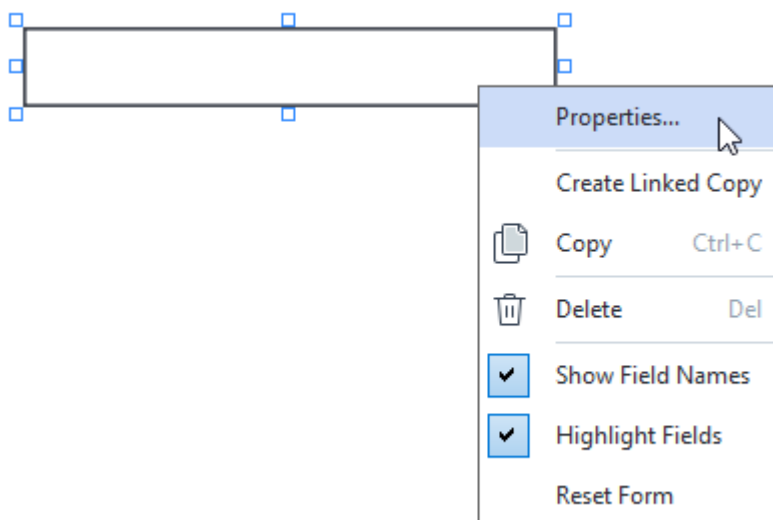 Properties...
Create Linked Copy
Copy Ctrl+C
Delete Del
Show Field Names
Highlight Fields
Reset Form